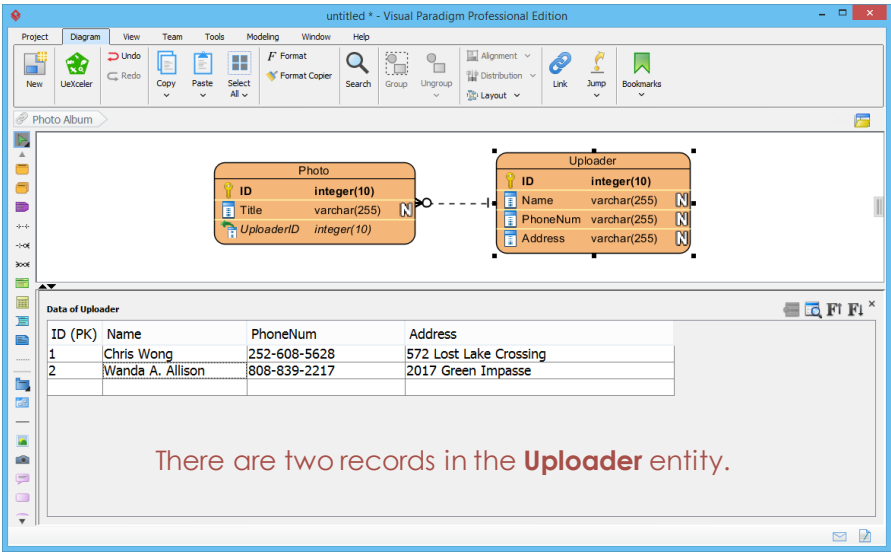 untitled * - Visual Paradigm Professional Edition
Project Diagram View Team Tools Modeling Window Help
New
UeXceler
Undo
Redo
Copy
Paste
Select All
F Format
Format Copier
Search
Group
Ungroup
Alignment
Distribution
Layout
Link
Jump
Bookmarks
Photo Album
Photo
ID integer(10)
Title varchar(255) N
UploaderID integer(10)
Uploader
ID integer(10)
Name varchar(255) N
PhoneNum varchar(255) N
Address varchar(255) N
Data of Uploader
ID (PK) Name PhoneNum Address
1 Chris Wong 252-608-5628 572 Lost Lake Crossing
2 Wanda A. Allison 808-839-2217 2017 Green Impasse
There are two records in the Uploader entity.